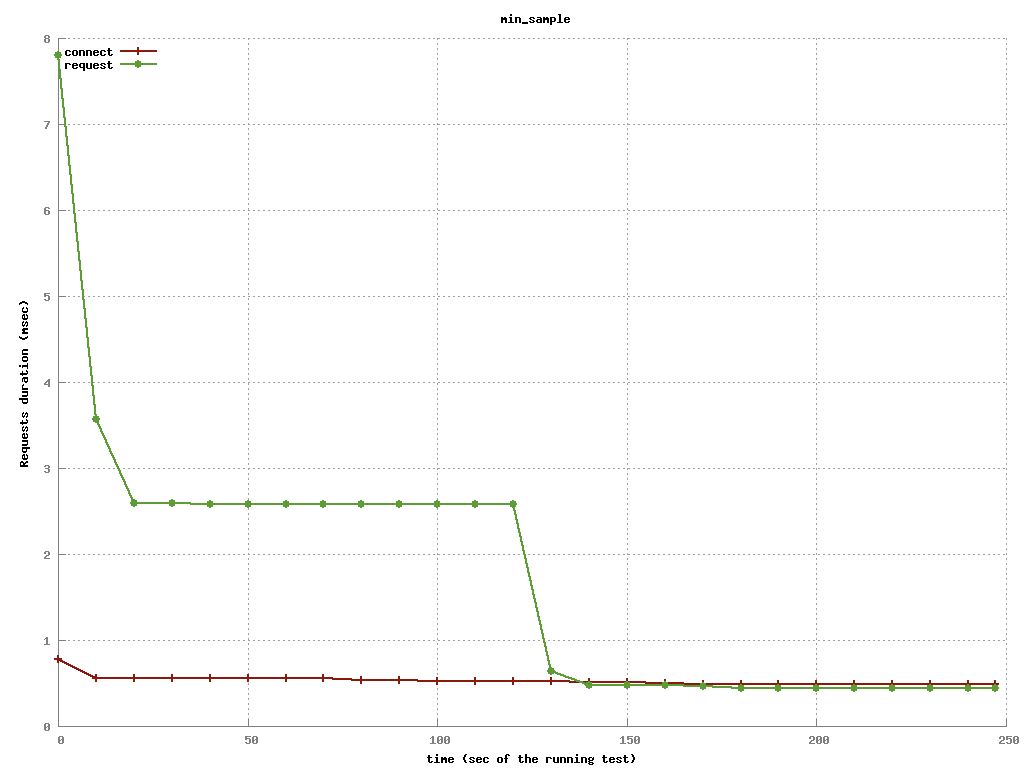 min_sample
8
connect
request
7
6
5
4
3
2
1
0
Requests duration (msec)
0 50 100 150 200 250
time (sec of the running test)